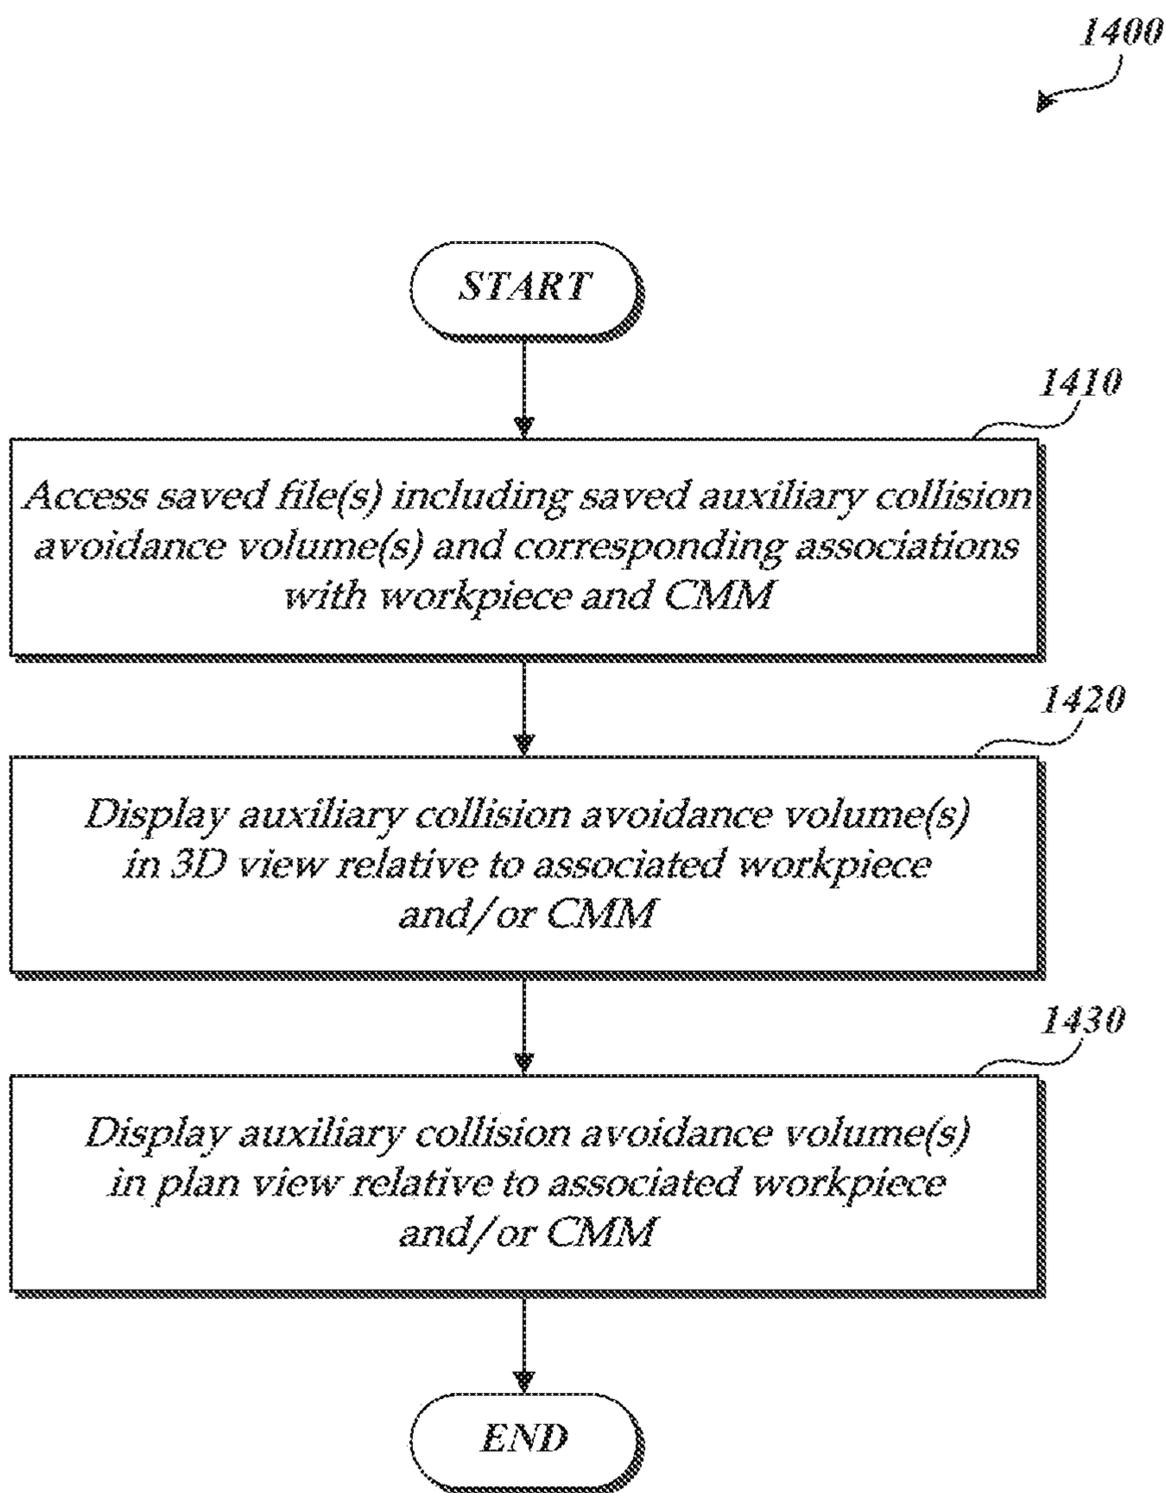 1400
START
1410
Access saved file(s) including saved auxiliary collision
avoidance volume(s) and corresponding associations
with workpiece and CMM
1420
Display auxiliary collision avoidance volume(s)
in 3D view relative to associated workpiece
and/or CMM
1430
Display auxiliary collision avoidance volume(s)
in plan view relative to associated workpiece
and/or CMM
END